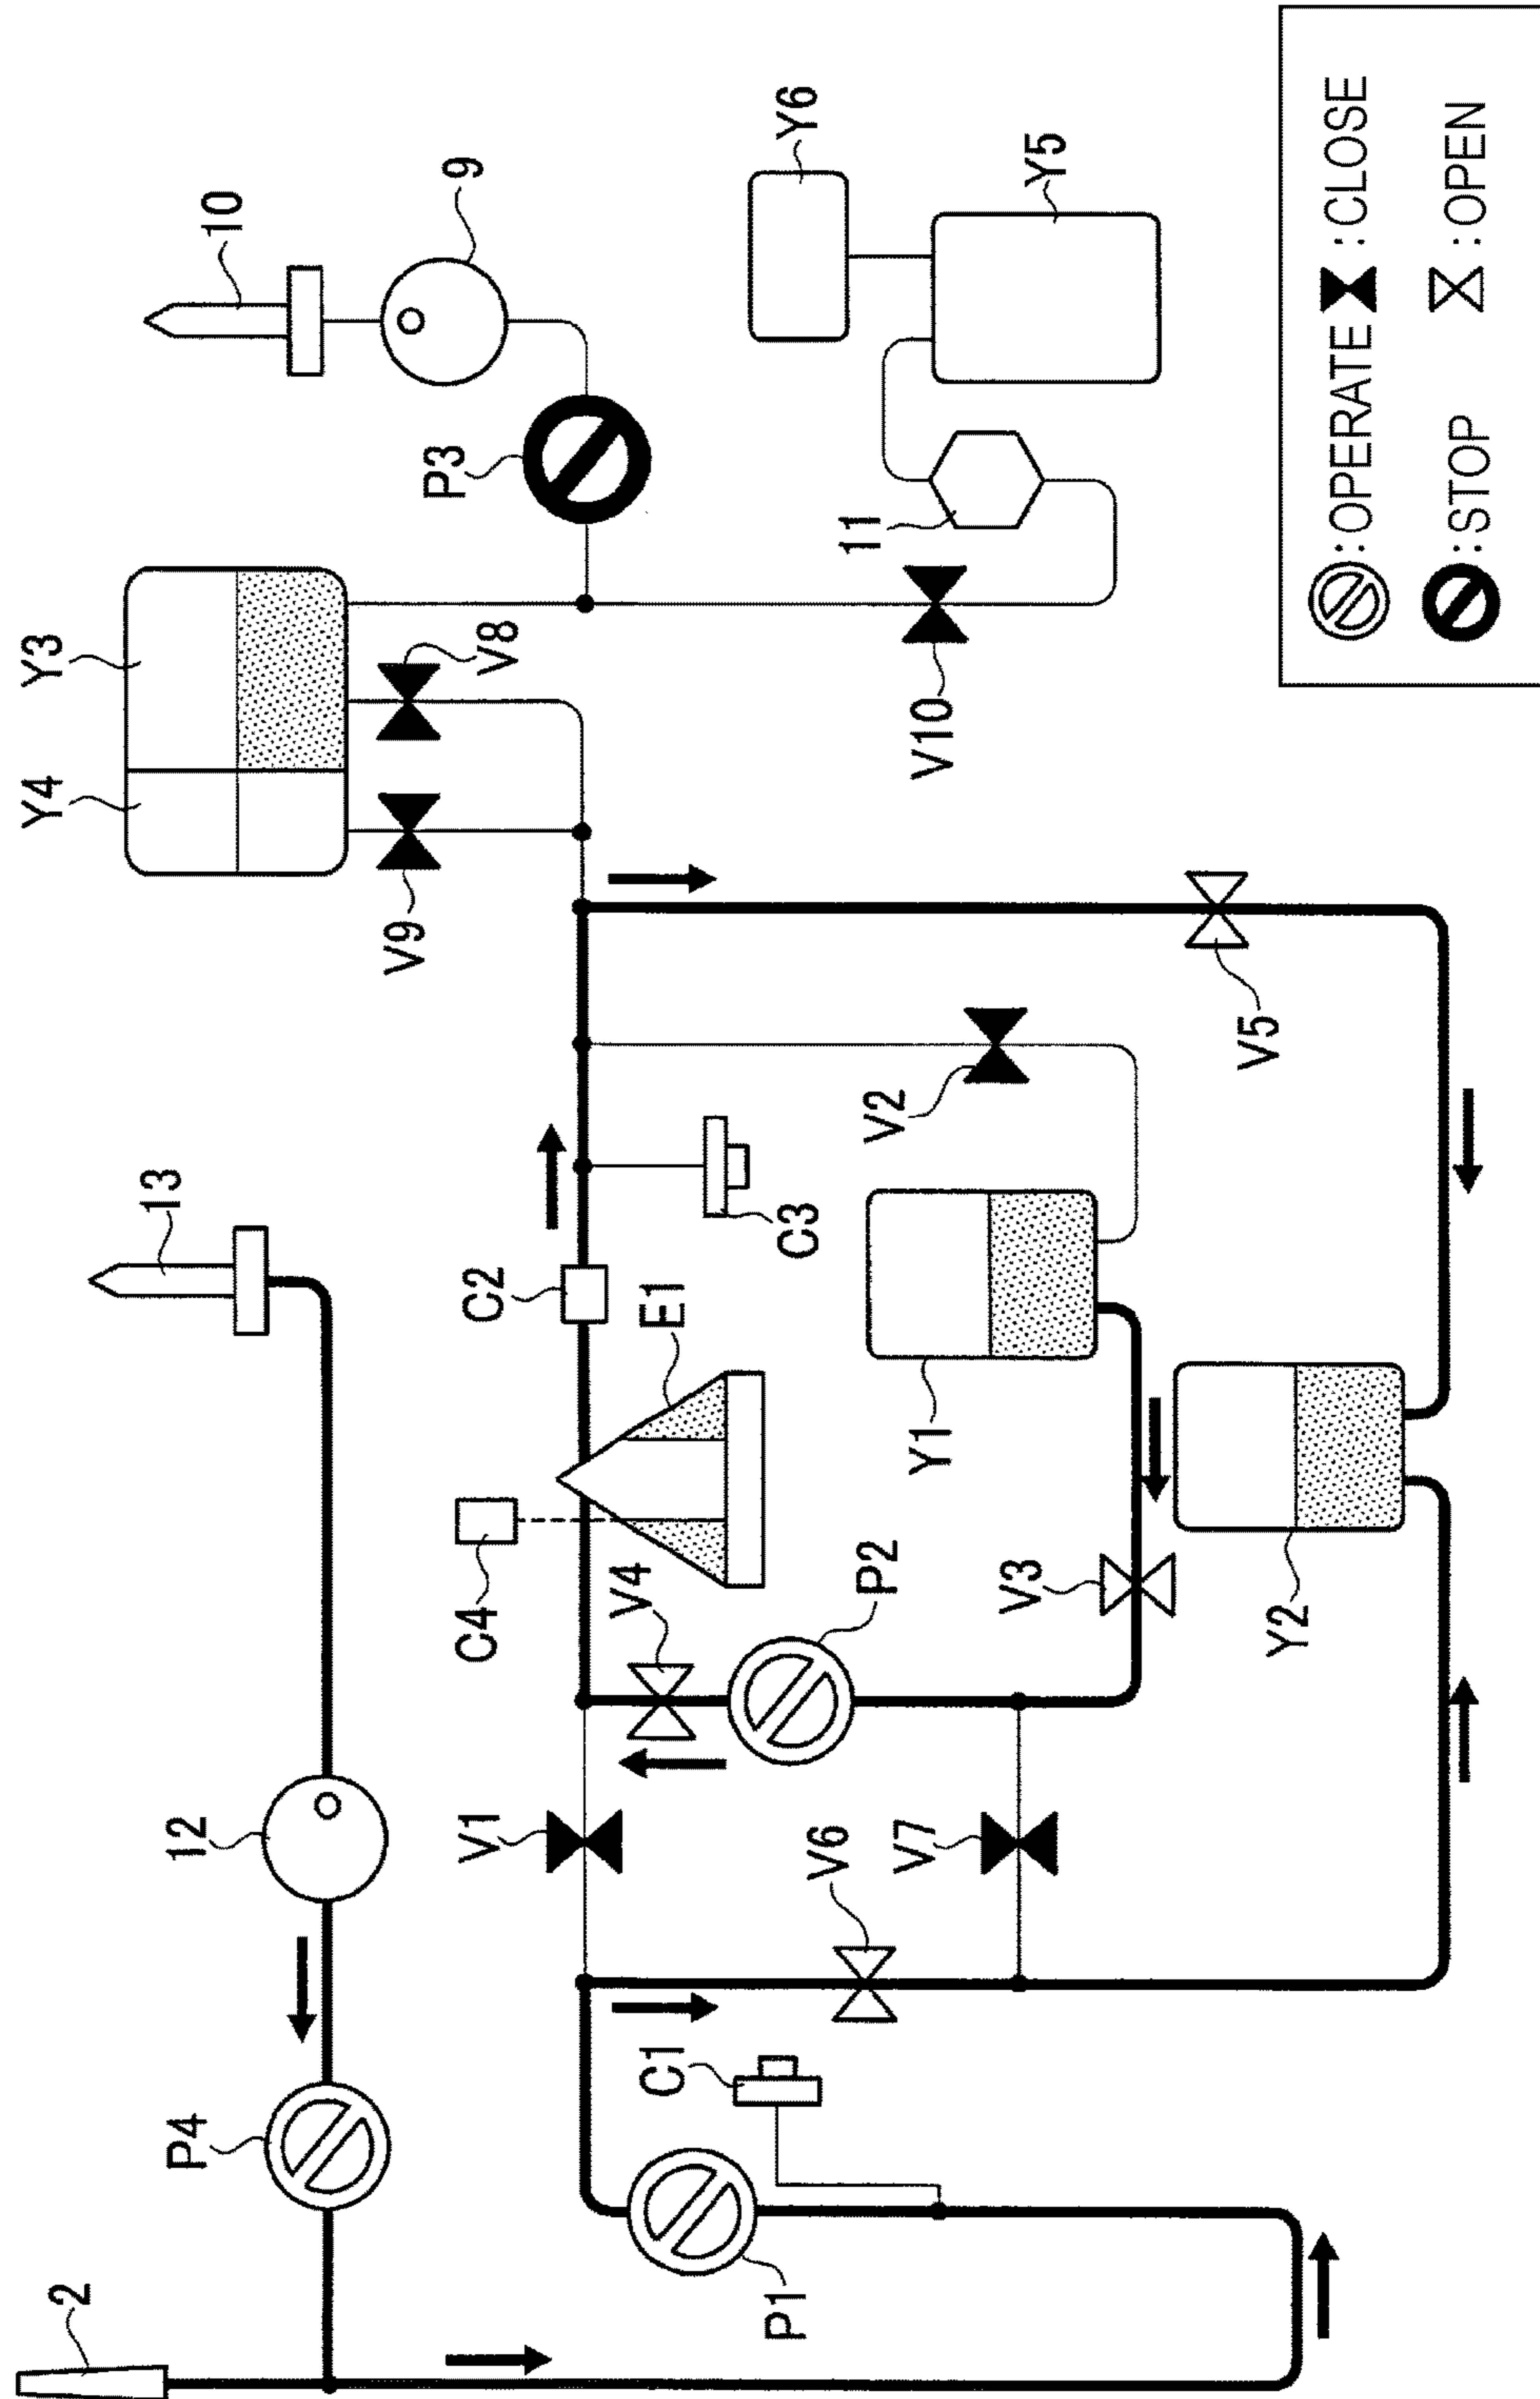 2
P4
12
13
Y4
Y3
10
9
P3
V8
V9
C4
C2
E1
V4
V1
C1
P1
V6
V7
P2
V3
C3
V2
Y1
Y2
V5
V10
11
Y6
Y5
:OPERATE :CLOSE
:STOP :OPEN